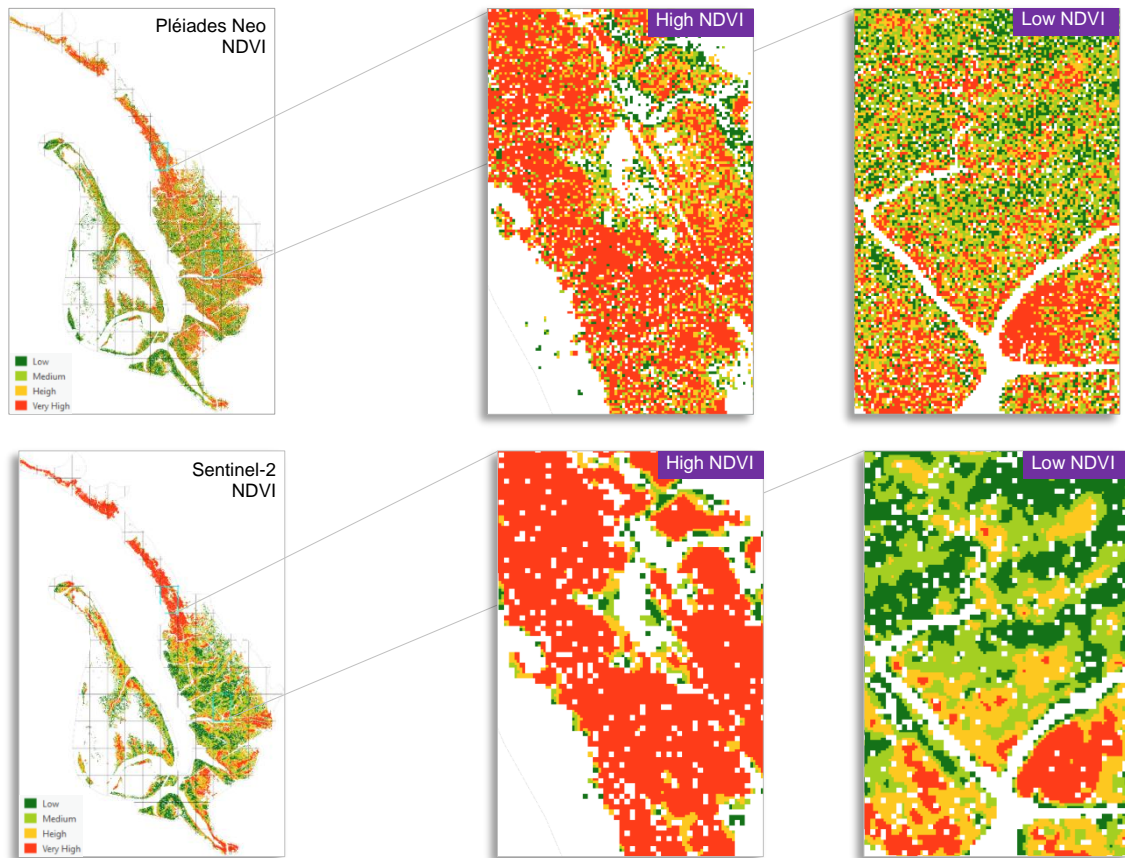 Pléiades Neo
NDVI
Low
Medium
Heigh
Very High
High NDVI
Low NDVI
Sentinel-2
NDVI
Low
Medium
Heigh
Very High
High NDVI
Low NDVI